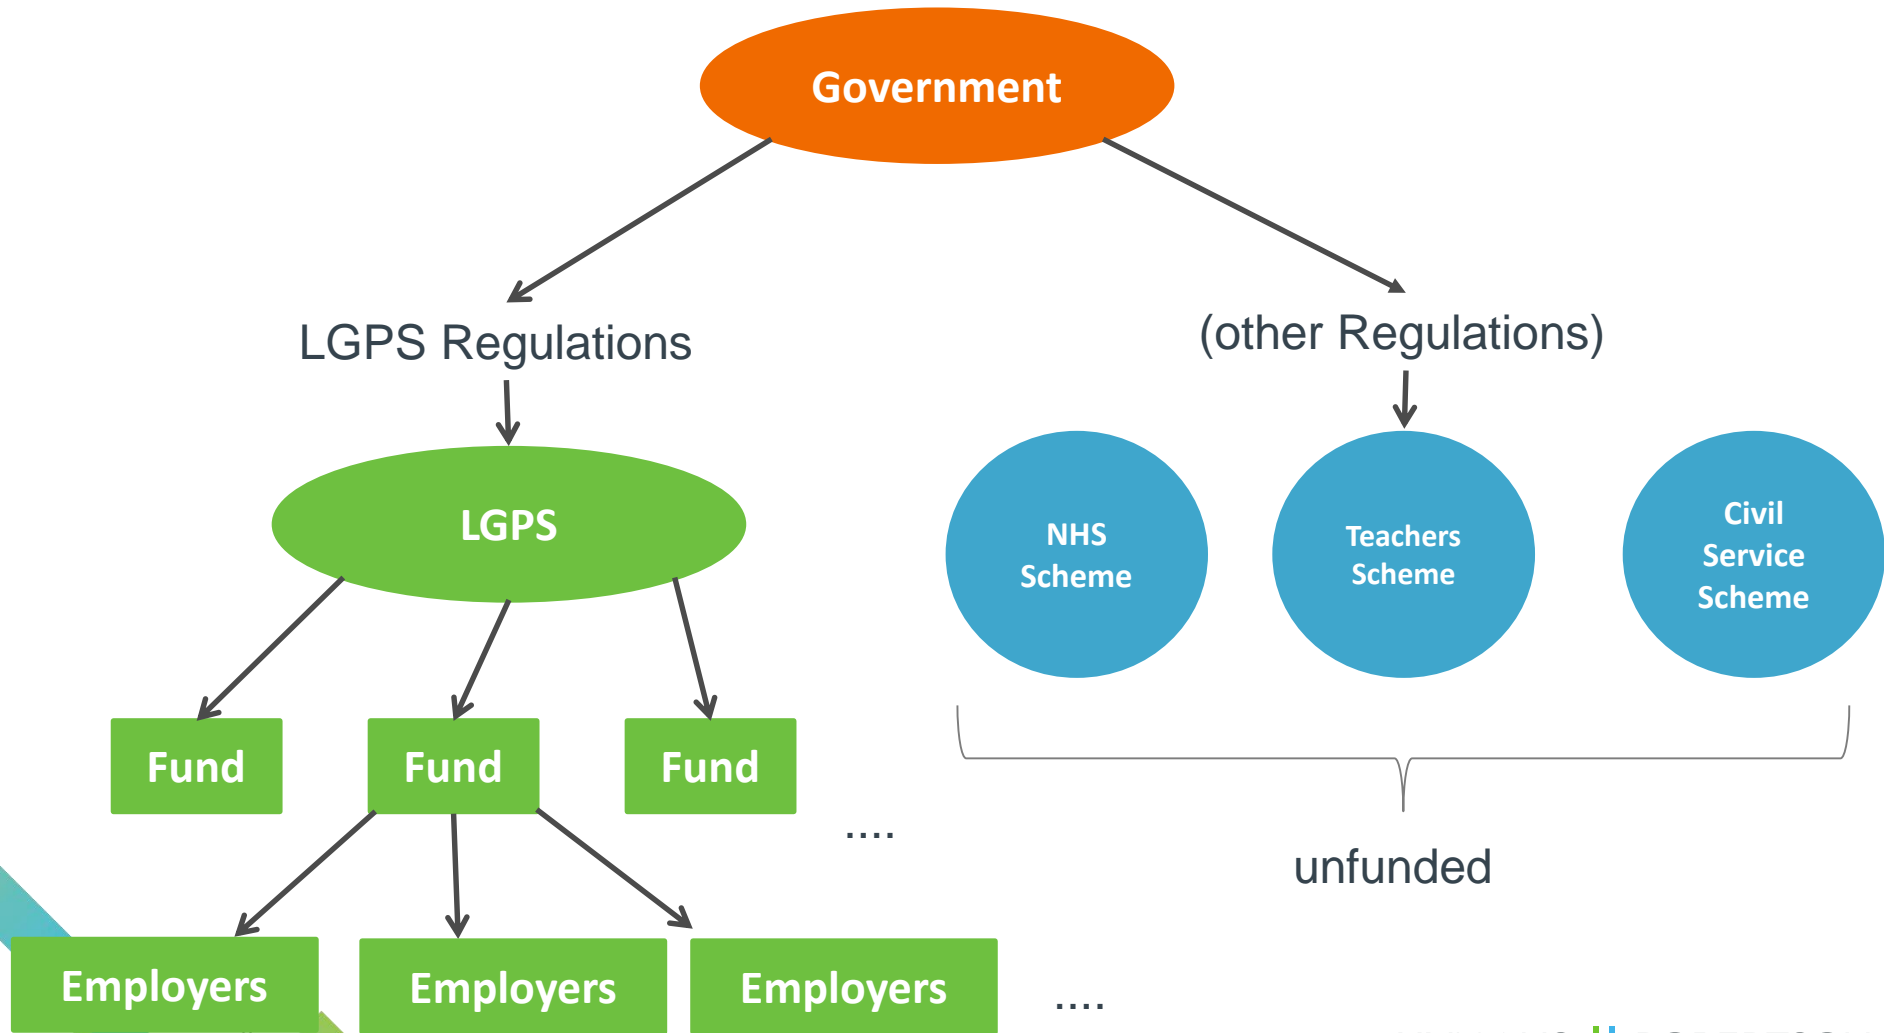 Government
LGPS Regulations
(other Regulations)
LGPS
NHS
Scheme
Teachers
Scheme
Civil
Service
Scheme
Fund
Fund
Fund
....
unfunded
Employers
Employers
Employers
....